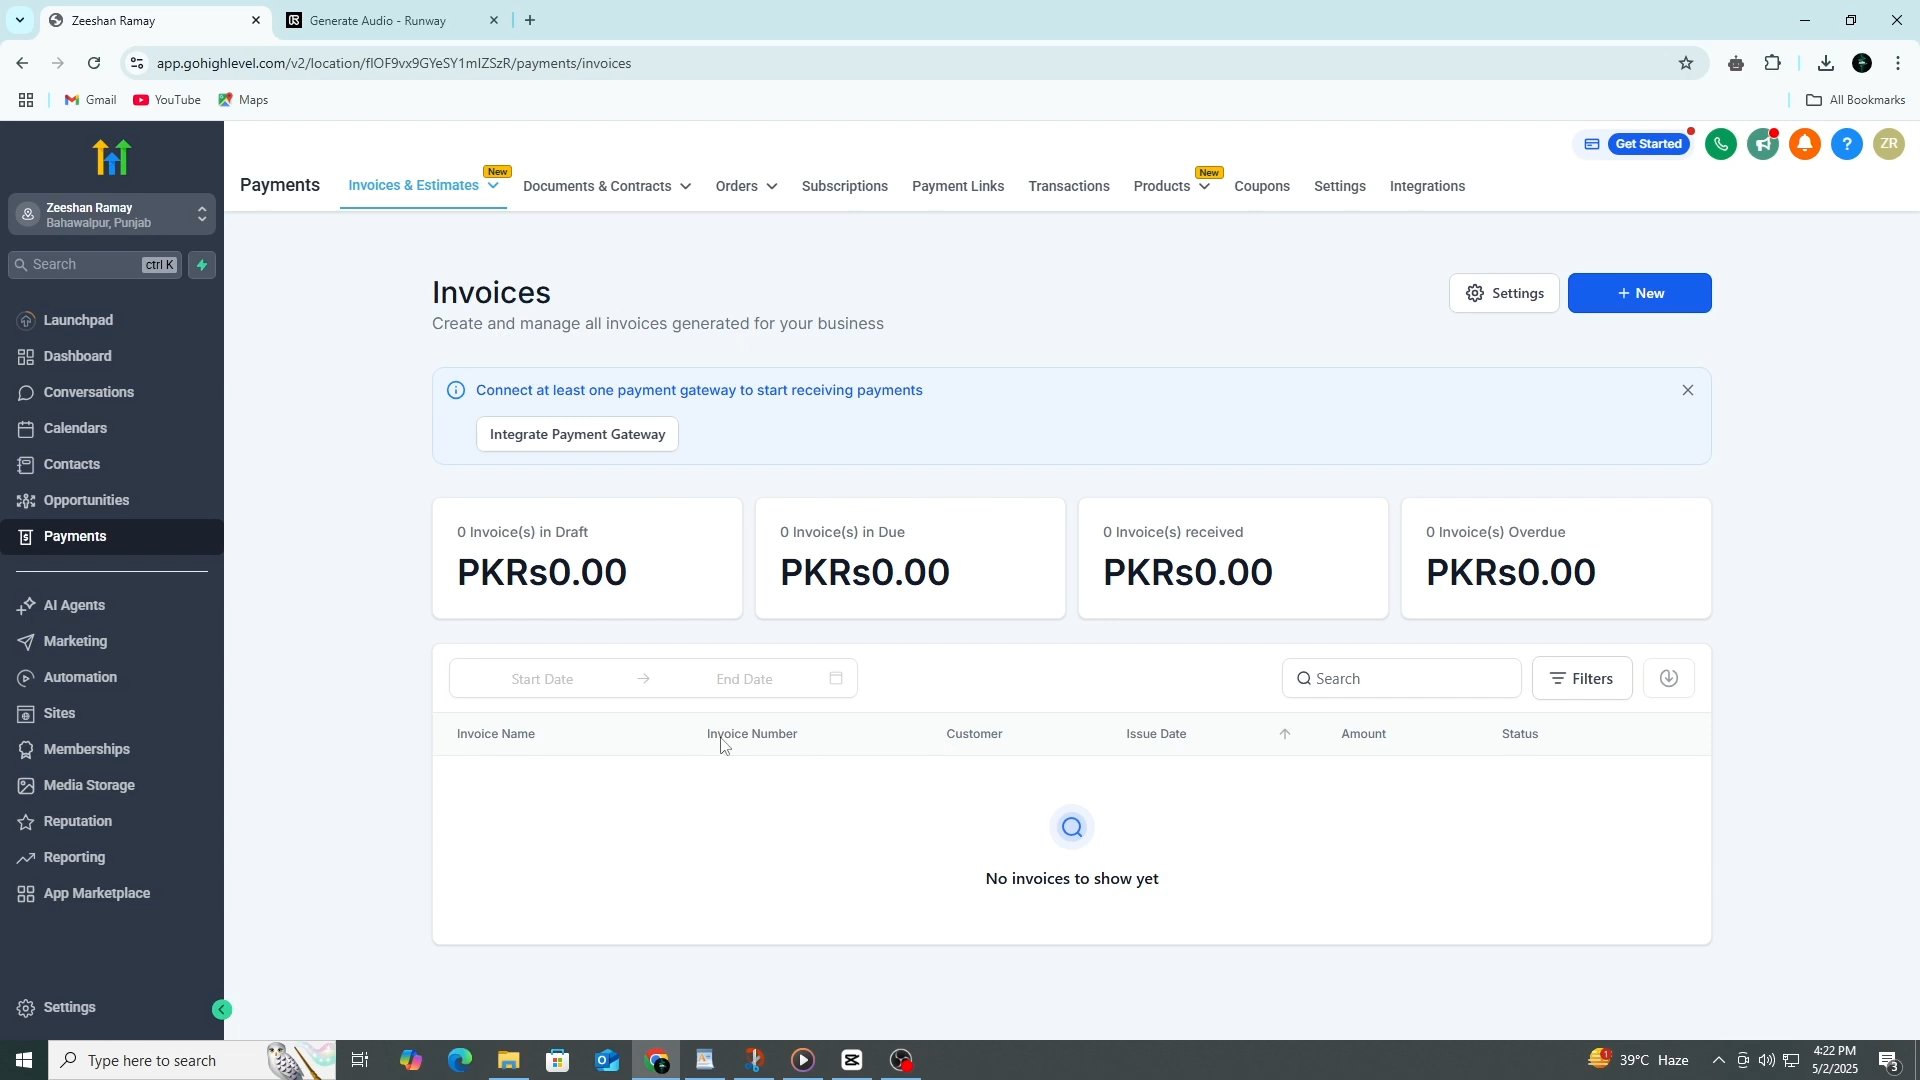 Zeeshan Ramay
Generate Audio - Runway
app.gohighlevel.com/v2/location/flOF9vx9GYeSY1mIZSzR/payments/invoices
Gmail
YouTube
Maps
All Bookmarks
Get Started
ZR
Payments
Invoices & Estimates
New
Documents & Contracts
Orders
Subscriptions
Payment Links
Transactions
Products
New
Coupons
Settings
Integrations
Zeeshan Ramay
Bahawalpur, Punjab
Search
ctrl K
Launchpad
Dashboard
Conversations
Calendars
Contacts
Opportunities
Payments
AI Agents
Marketing
Automation
Sites
Memberships
Media Storage
Reputation
Reporting
App Marketplace
Settings
Invoices
Create and manage all invoices generated for your business
Settings
+ New
Connect at least one payment gateway to start receiving payments
Integrate Payment Gateway
0 Invoice(s) in Draft
PKRs0.00
0 Invoice(s) in Due
PKRs0.00
0 Invoice(s) received
PKRs0.00
0 Invoice(s) Overdue
PKRs0.00
Start Date
End Date
Search
Filters
Invoice Name
Invoice Number
Customer
Issue Date
Amount
Status
No invoices to show yet
Type here to search
1
39°C Haze
4:22 PM
5/2/2025
3